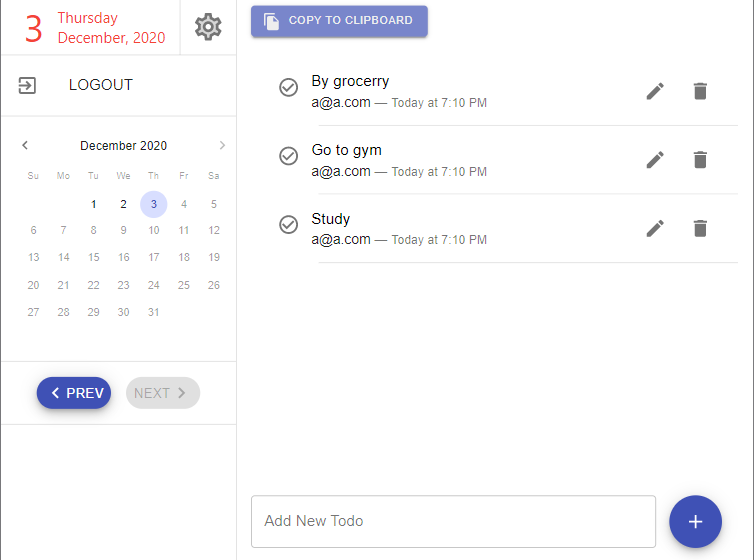 3
Thursday
December, 2020
LOGOUT
December 2020
Su Mo Tu We Th Fr Sa
1 2 3 4 5
6 7 8 9 10 11 12
13 14 15 16 17 18 19
20 21 22 23 24 25 26
27 28 29 30 31
PREV NEXT
COPY TO CLIPBOARD
By grocerry
a@a.com — Today at 7:10 PM
Go to gym
a@a.com — Today at 7:10 PM
Study
a@a.com — Today at 7:10 PM
Add New Todo